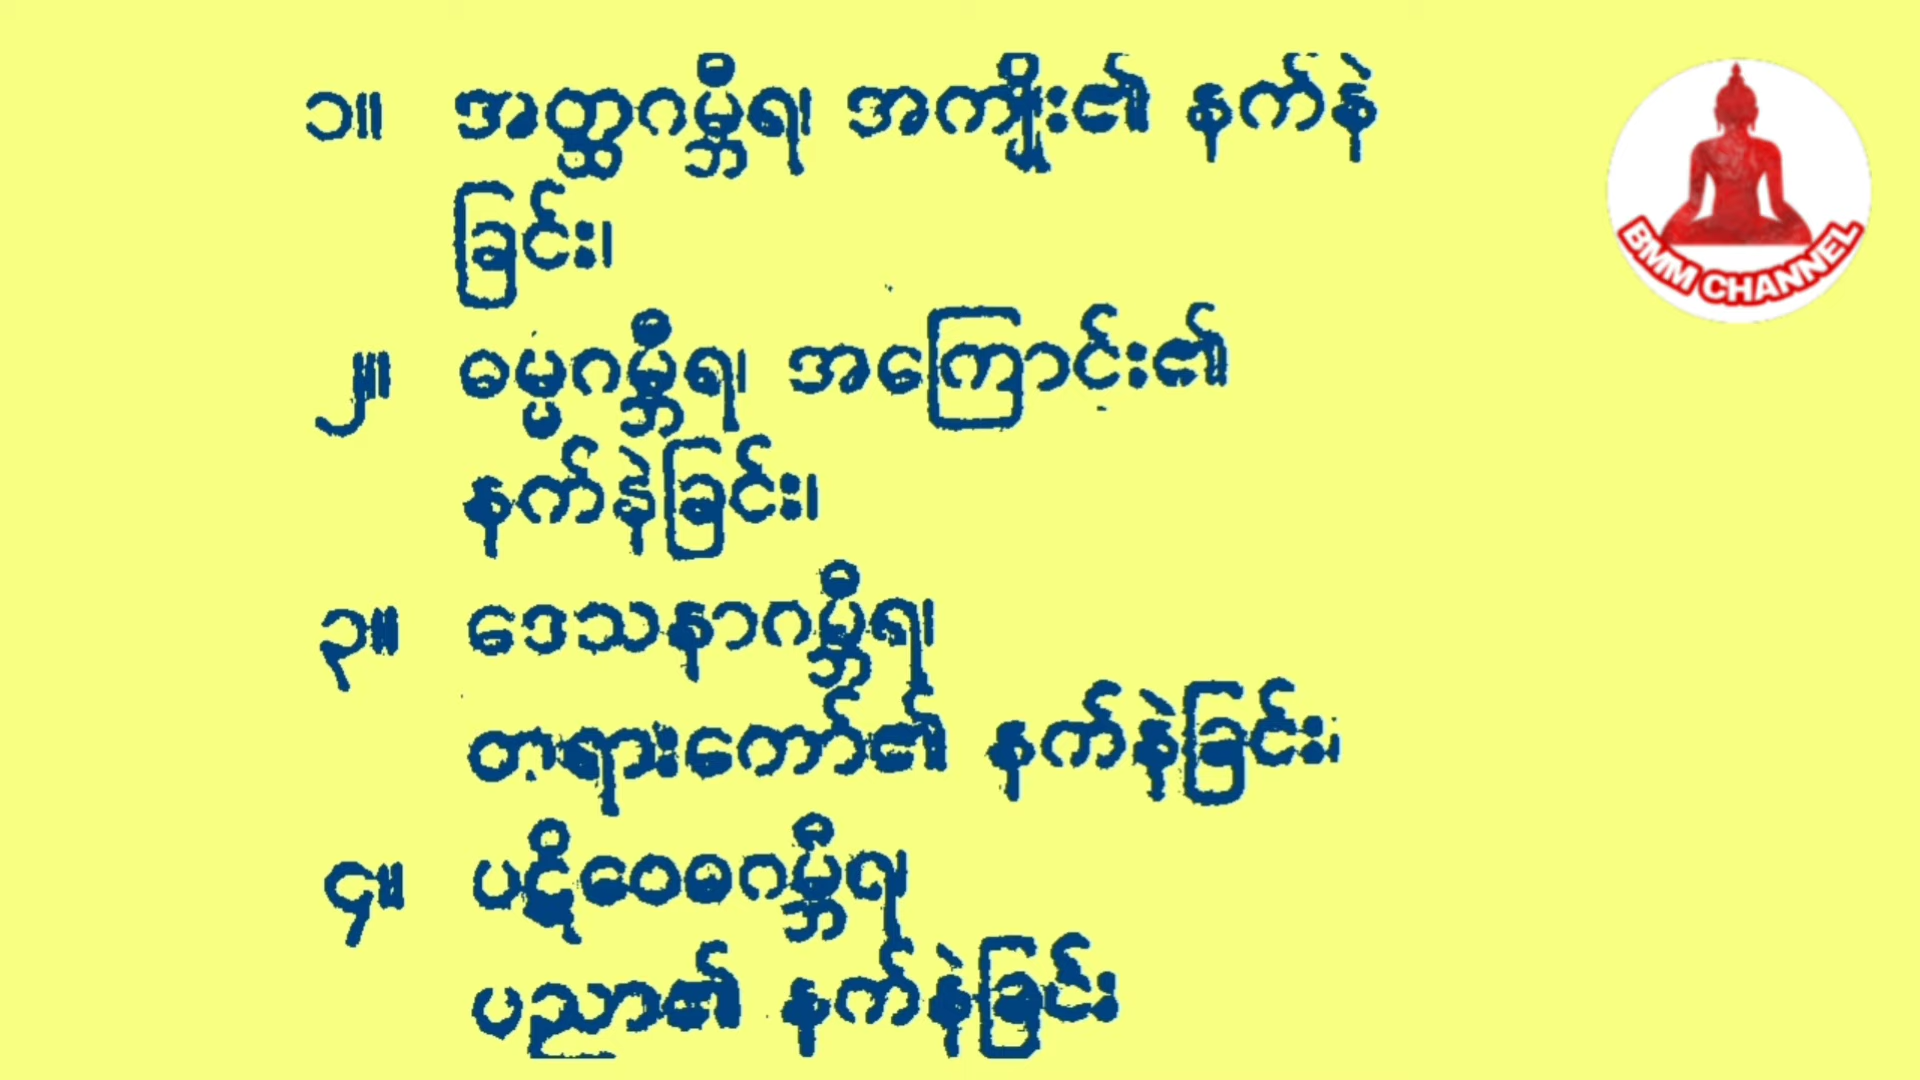 ၁။ အတ္ထဂမ္ဘီရ၊ အကျိုး၏ နက်နဲ
ခြင်း၊
၂။ ဓမ္မဂမ္ဘီရ၊ အကြောင်း၏
နက်နဲခြင်း၊
၃။ ဒေသနာဂမ္ဘီရ၊
တရားတော်၏ နက်နဲခြင်း၊
၄။ ပဋိဝေဓဂမ္ဘီရ၊
ပညာ၏ နက်နဲခြင်း
BMM CHANNEL